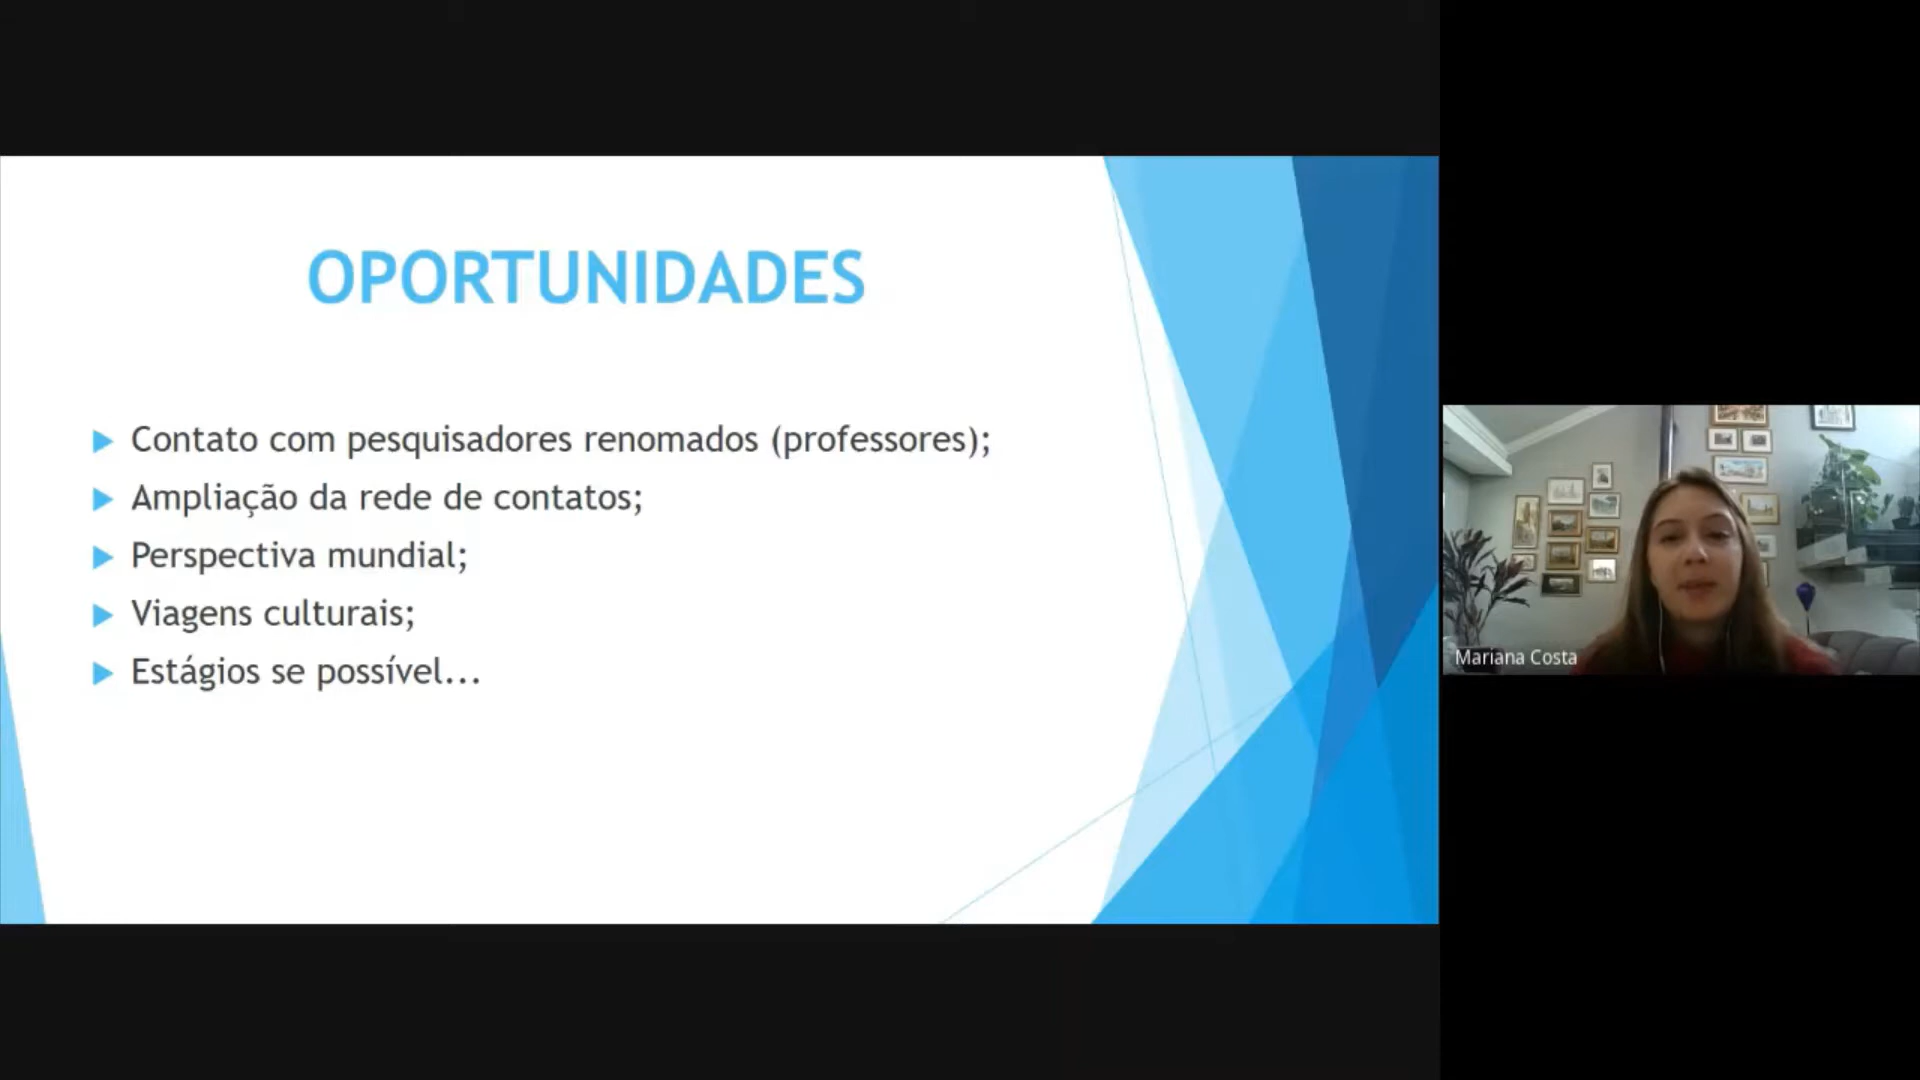 OPORTUNIDADES
Contato com pesquisadores renomados (professores);
Ampliação da rede de contatos;
Perspectiva mundial;
Viagens culturais;
Estágios se possível...
Mariana Costa